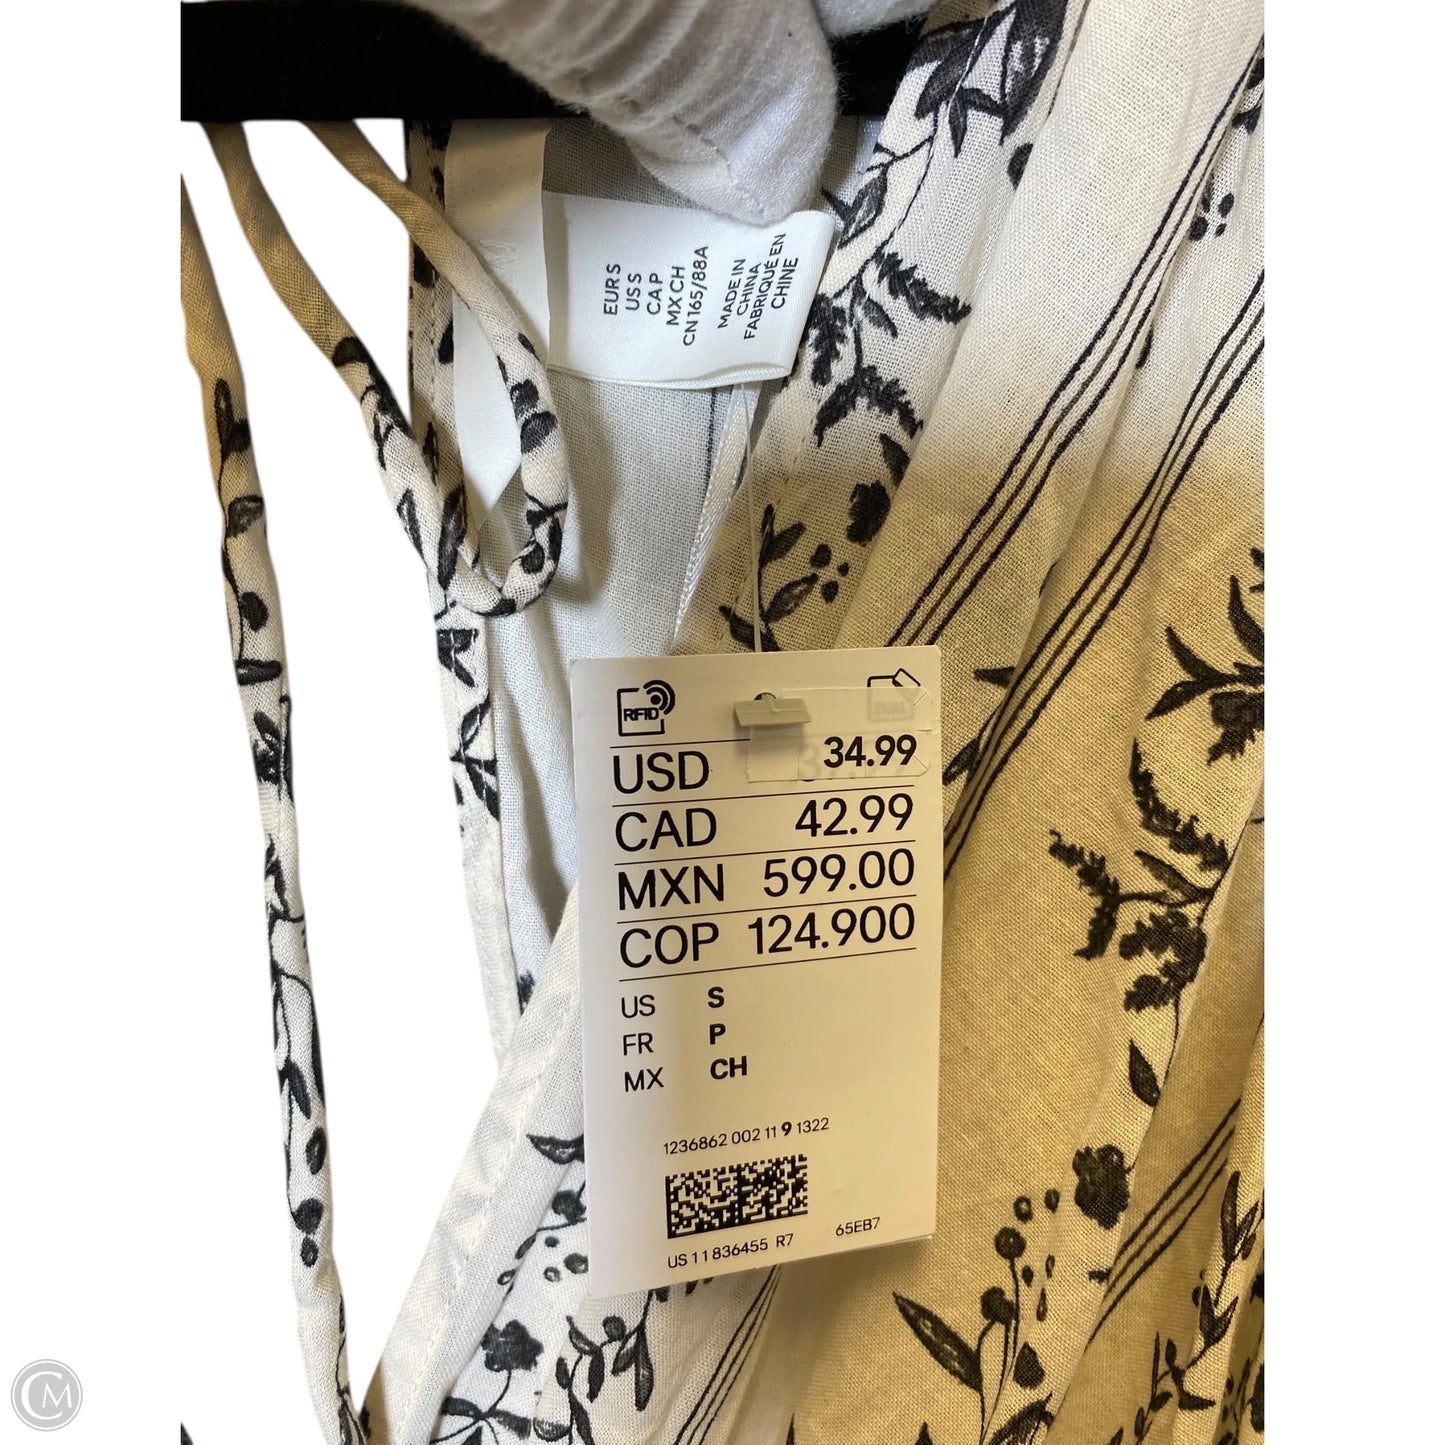 EUR S
US S
CA P
MX CH
CN 165/88A
MADE IN
CHINA
FABRIQUÉ EN
CHINE
RFID
USD 34.99
CAD 42.99
MXN 599.00
COP 124.900
US S
FR P
MX CH
1236862 002 11 9 1322
65EB7
US 11 836455 R7
CM